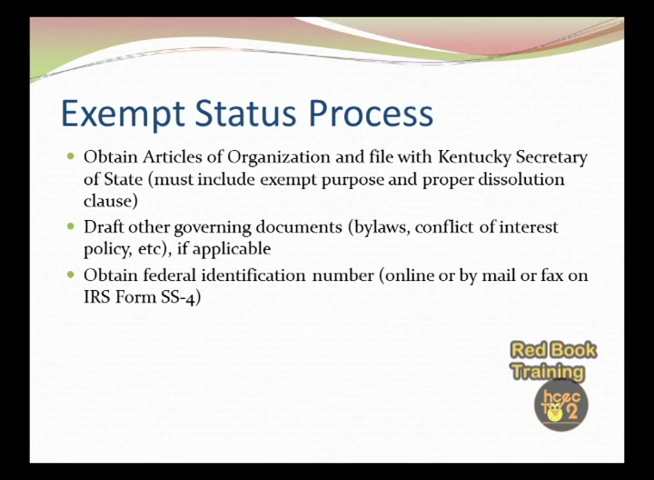 Exempt Status Process
Obtain Articles of Organization and file with Kentucky Secretary
of State (must include exempt purpose and proper dissolution
clause)
Draft other governing documents (bylaws, conflict of interest
policy, etc), if applicable
Obtain federal identification number (online or by mail or fax on
IRS Form SS-4)
Red Book
Training
hcec
2